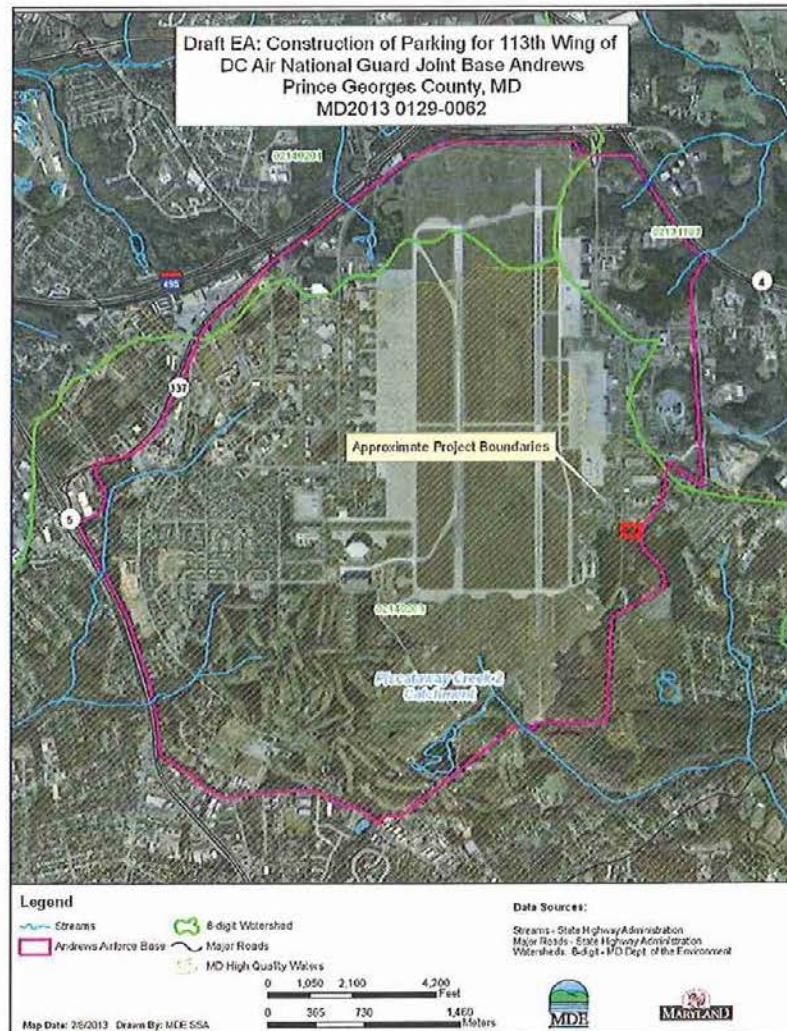 Draft EA: Construction of Parking for 113th Wing of
DC Air National Guard Joint Base Andrews
Prince Georges County, MD
MD2013 0129-0062
02140201
02131103
495
4
337
Approximate Project Boundaries
5
02140203
Piscataway Creek 2
Catchment
Legend
Streams
8-digit Watershed
Andrews Airforce Base
Major Roads
MD High Quality Waters
Data Sources:
Streams - State Highway Administration
Major Roads - State Highway Administration
Watersheds: 8-digit - MD Dept. of the Environment
0 1,050 2,100 4,200
Feet
0 365 730 1,460
Meters
Map Date: 2/8/2013 Drawn By: MDE SSA
MDE
MARYLAND